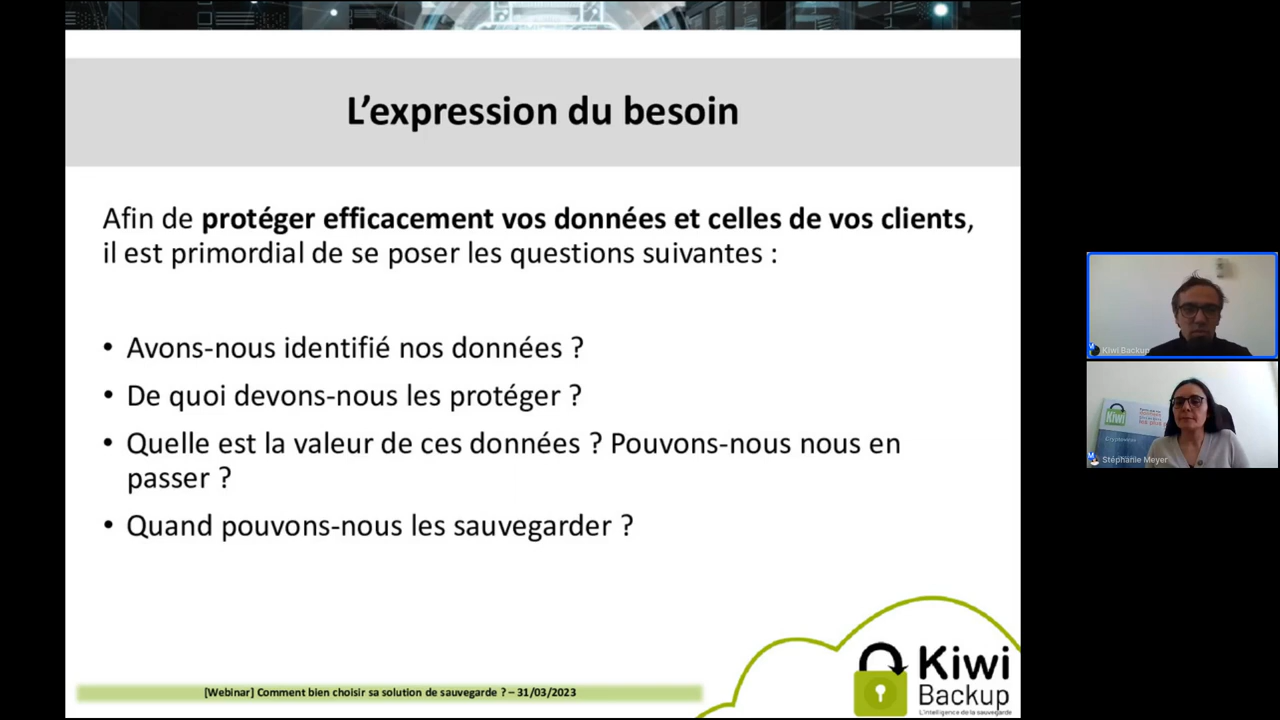 L'expression du besoin
Afin de protéger efficacement vos données et celles de vos clients,
il est primordial de se poser les questions suivantes :
• Avons-nous identifié nos données ?
• De quoi devons-nous les protéger ?
• Quelle est la valeur de ces données ? Pouvons-nous nous en
passer ?
• Quand pouvons-nous les sauvegarder ?
[Webinar] Comment bien choisir sa solution de sauvegarde ? – 31/03/2023
Kiwi
Backup
L'intelligence de la sauvegarde
Kiwi Backup
Kiwi
Stéphanie Meyer